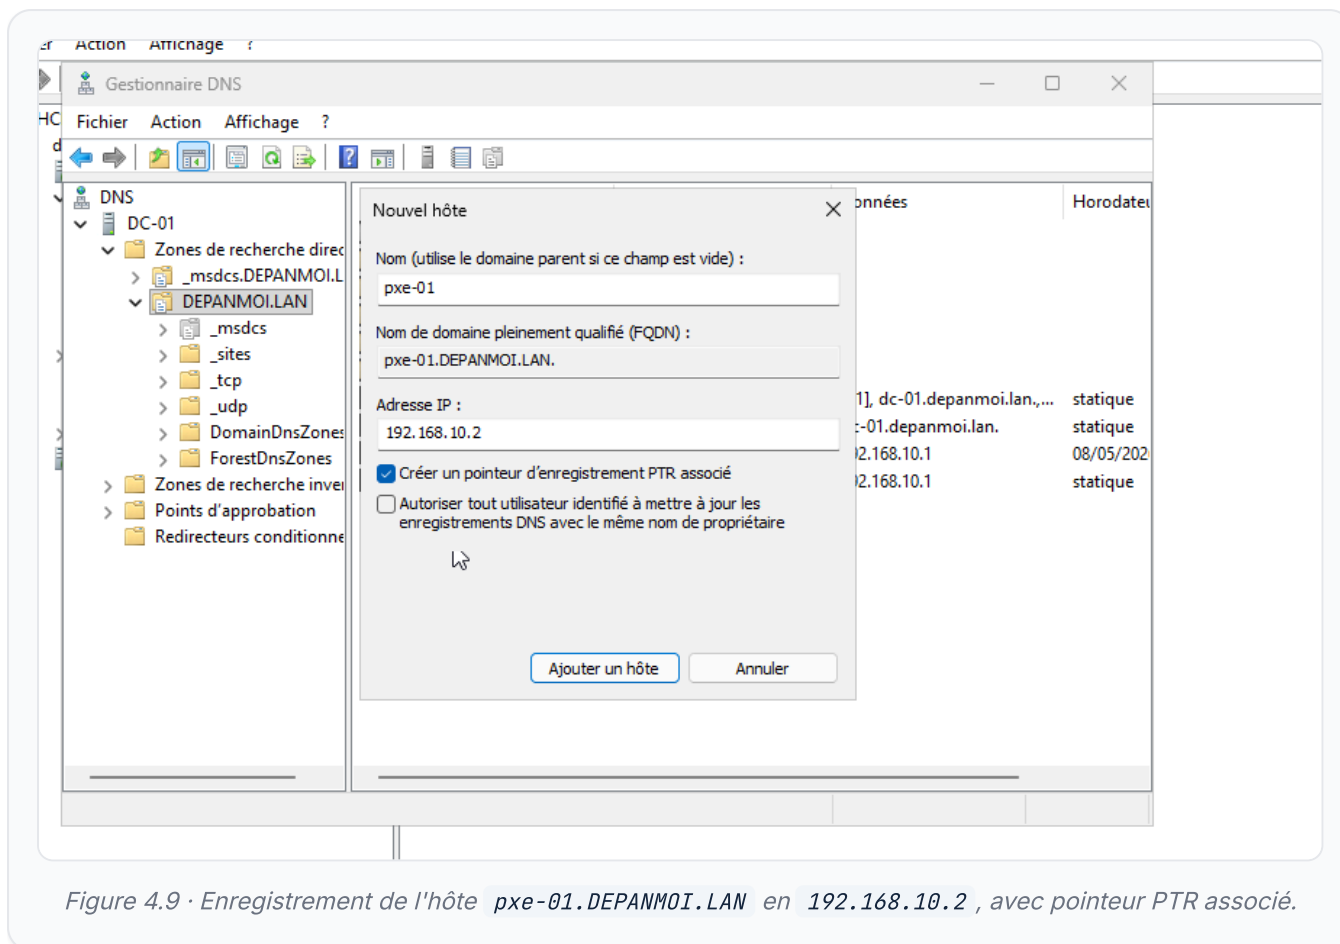 Action Affichage ?
Gestionnaire DNS
Fichier Action Affichage ?
DNS
DC-01
Zones de recherche direc
_msdcs.DEPANMOI.L
DEPANMOI.LAN
_msdcs
_sites
_tcp
_udp
DomainDnsZones
ForestDnsZones
Zones de recherche inver
Points d'approbation
Redirecteurs conditionne
Nouvel hôte
Nom (utilise le domaine parent si ce champ est vide) :
pxe-01
Nom de domaine pleinement qualifié (FQDN) :
pxe-01.DEPANMOI.LAN.
Adresse IP :
192.168.10.2
Créer un pointeur d'enregistrement PTR associé
Autoriser tout utilisateur identifié à mettre à jour les
enregistrements DNS avec le même nom de propriétaire
Ajouter un hôte Annuler
onnées Horodateu
1], dc-01.depanmoi.lan.,... statique
-01.depanmoi.lan. statique
2.168.10.1 08/05/202
2.168.10.1 statique
Figure 4.9 · Enregistrement de l'hôte pxe-01.DEPANMOI.LAN en 192.168.10.2, avec pointeur PTR associé.